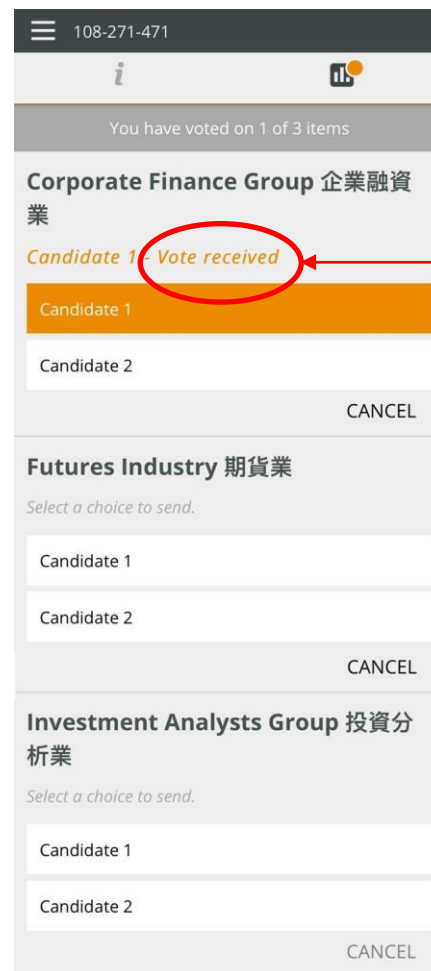 108-271-471
i
You have voted on 1 of 3 items
Corporate Finance Group 企業融資
業
Candidate 1 - Vote received
Candidate 1
Candidate 2
CANCEL
Futures Industry 期貨業
Select a choice to send.
Candidate 1
Candidate 2
CANCEL
Investment Analysts Group 投資分
析業
Select a choice to send.
Candidate 1
Candidate 2
CANCEL